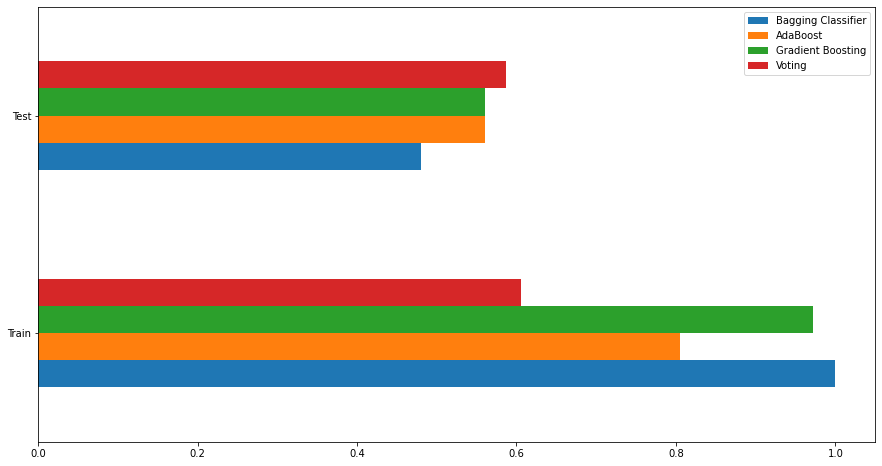 Bagging Classifier
AdaBoost
Gradient Boosting
Voting
Test
Train
0.0 0.2 0.4 0.6 0.8 1.0